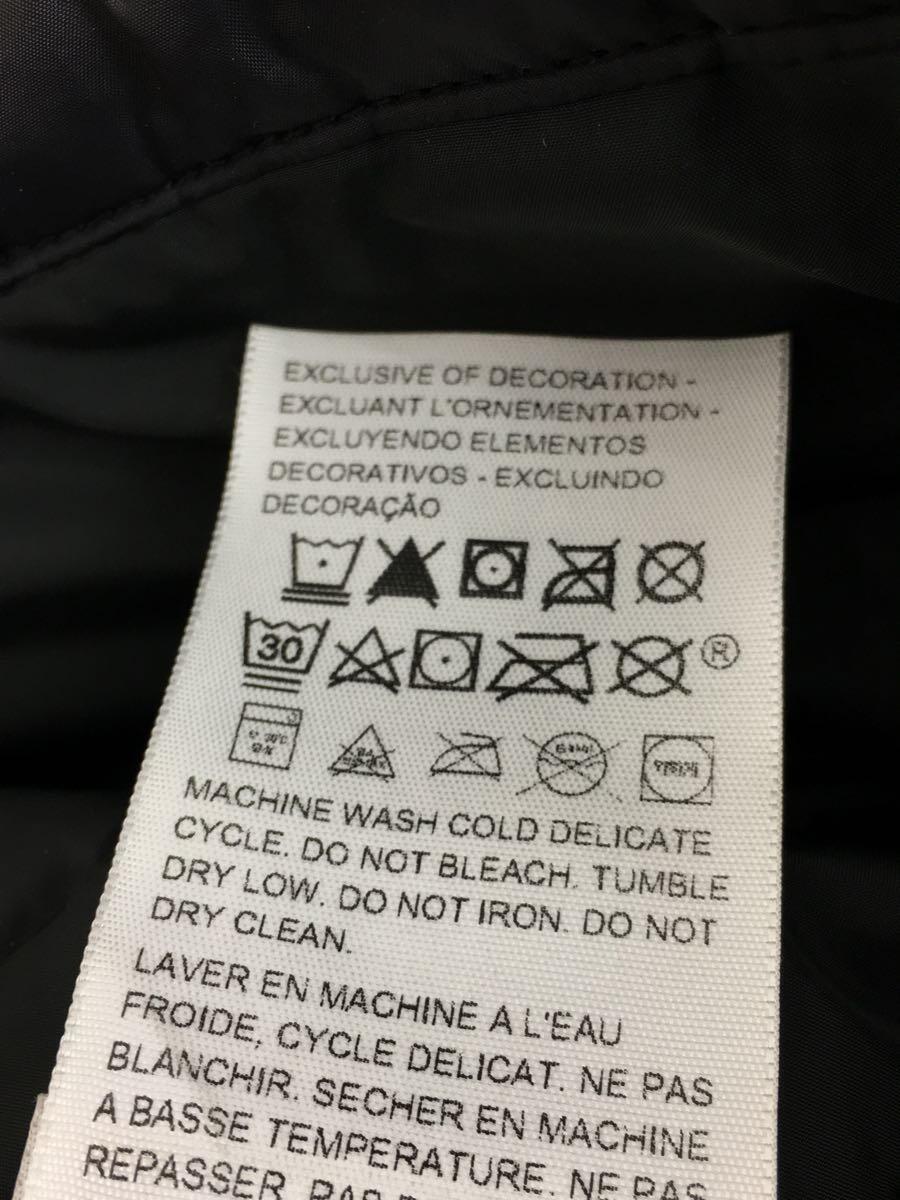 EXCLUSIVE OF DECORATION -
EXCLUANT L'ORNEMENTATION -
EXCLUYENDO ELEMENTOS
DECORATIVOS - EXCLUINDO
DECORAÇÃO
30 ®
MACHINE WASH COLD DELICATE
CYCLE. DO NOT BLEACH. TUMBLE
DRY LOW. DO NOT IRON. DO NOT
DRY CLEAN.
LAVER EN MACHINE A L'EAU
FROIDE, CYCLE DELICAT. NE PAS
BLANCHIR. SECHER EN MACHINE
A BASSE TEMPERATURE. NE PAS
REPASSER. PAS